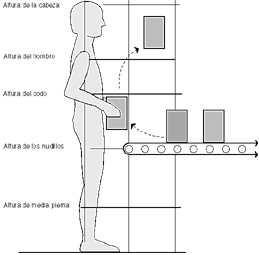 Altura de la cabeza
Altura del hombro
Altura del codo
Altura de los nudillos
Altura de media pierna